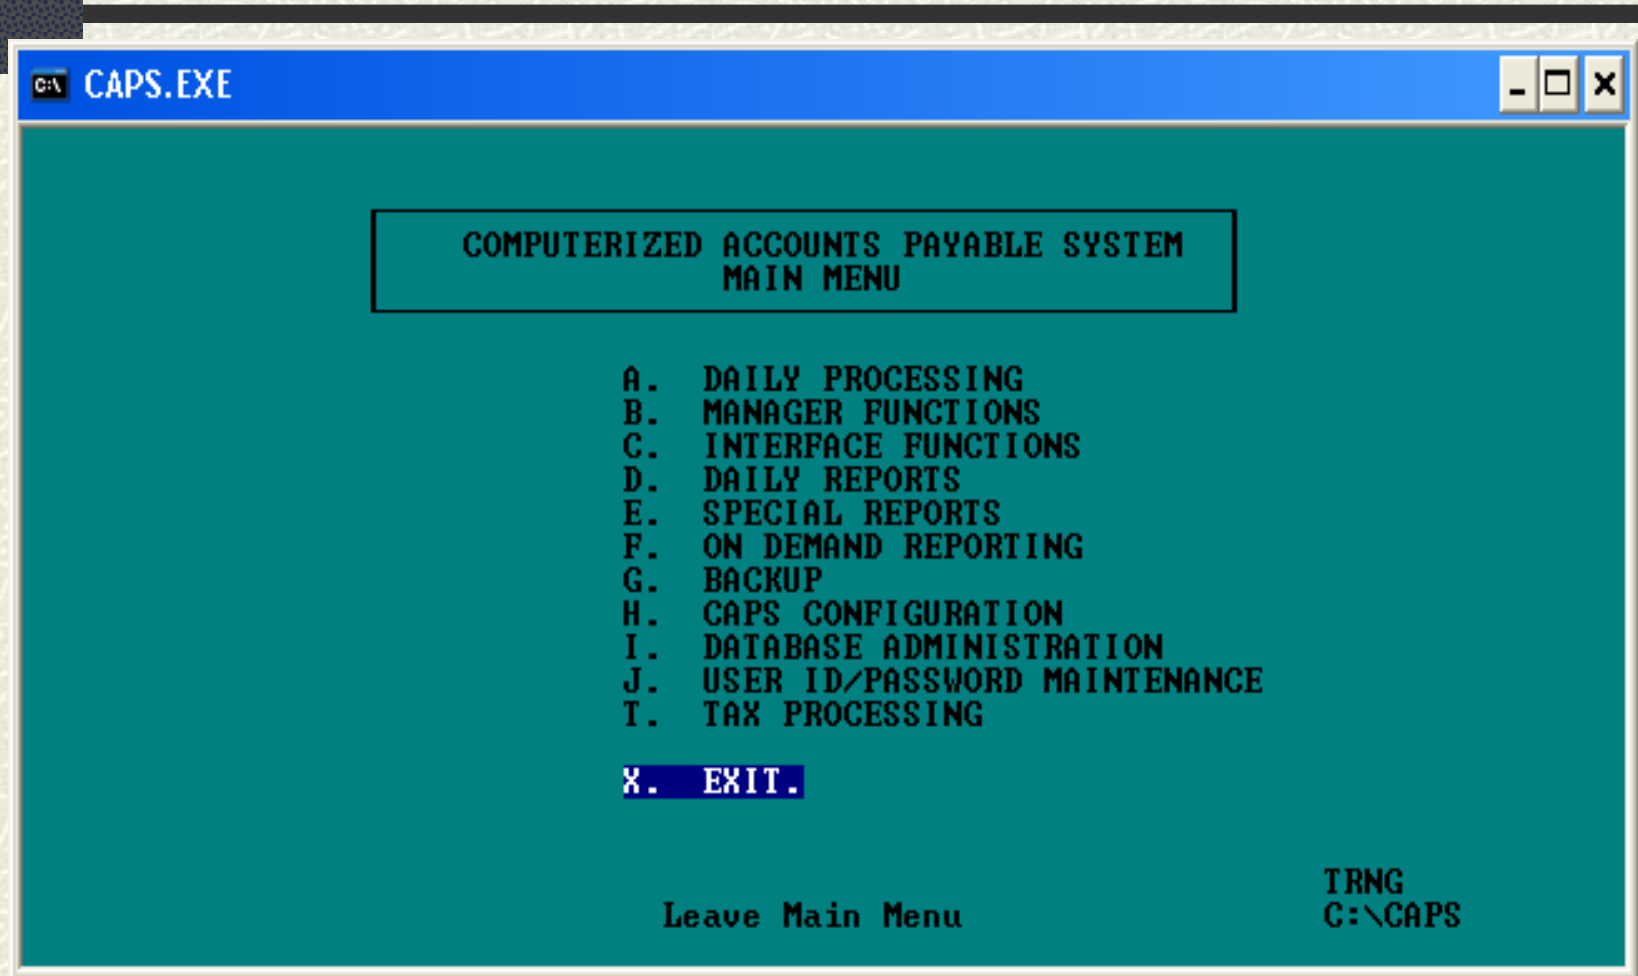 C:\ CAPS.EXE
COMPUTERIZED ACCOUNTS PAYABLE SYSTEM
MAIN MENU
A. DAILY PROCESSING
B. MANAGER FUNCTIONS
C. INTERFACE FUNCTIONS
D. DAILY REPORTS
E. SPECIAL REPORTS
F. ON DEMAND REPORTING
G. BACKUP
H. CAPS CONFIGURATION
I. DATABASE ADMINISTRATION
J. USER ID/PASSWORD MAINTENANCE
T. TAX PROCESSING
X. EXIT.
TRNG
Leave Main Menu C:\CAPS